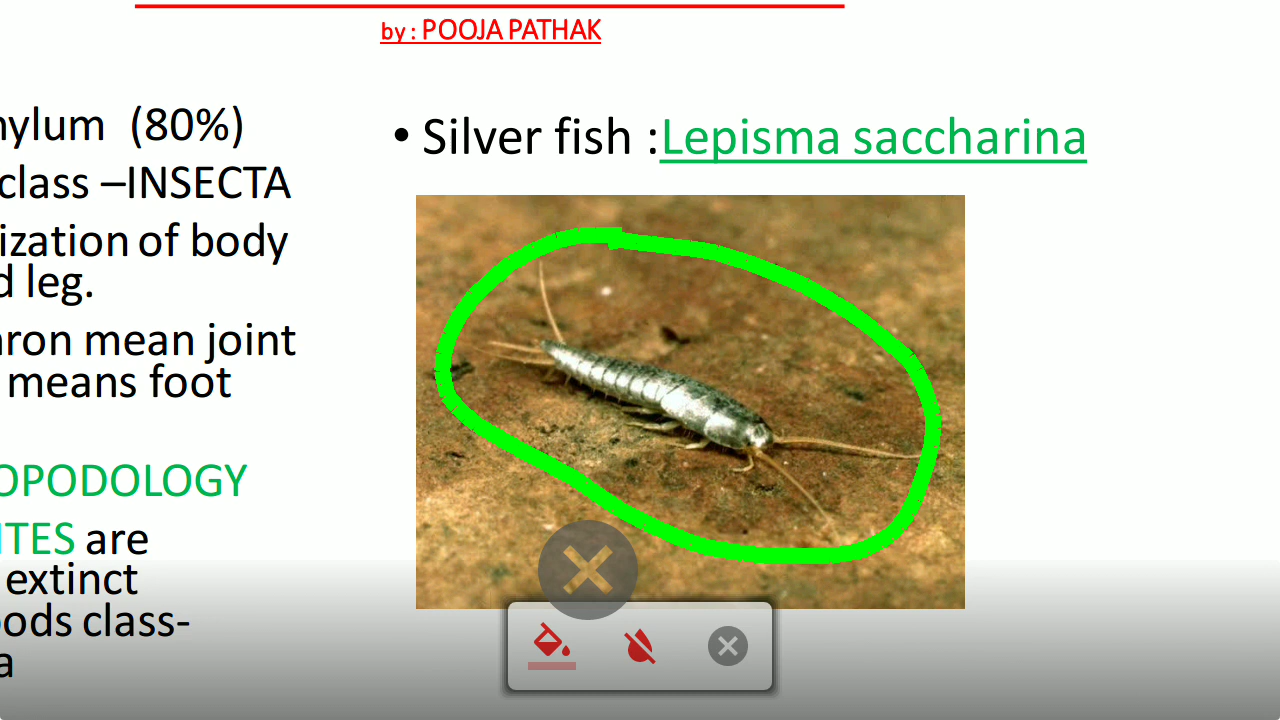 by : POOJA PATHAK
hylum (80%)
class –INSECTA
ization of body
d leg.
ron mean joint
means foot
OPODOLOGY
ITES are
extinct
ods class-
a
• Silver fish :Lepisma saccharina